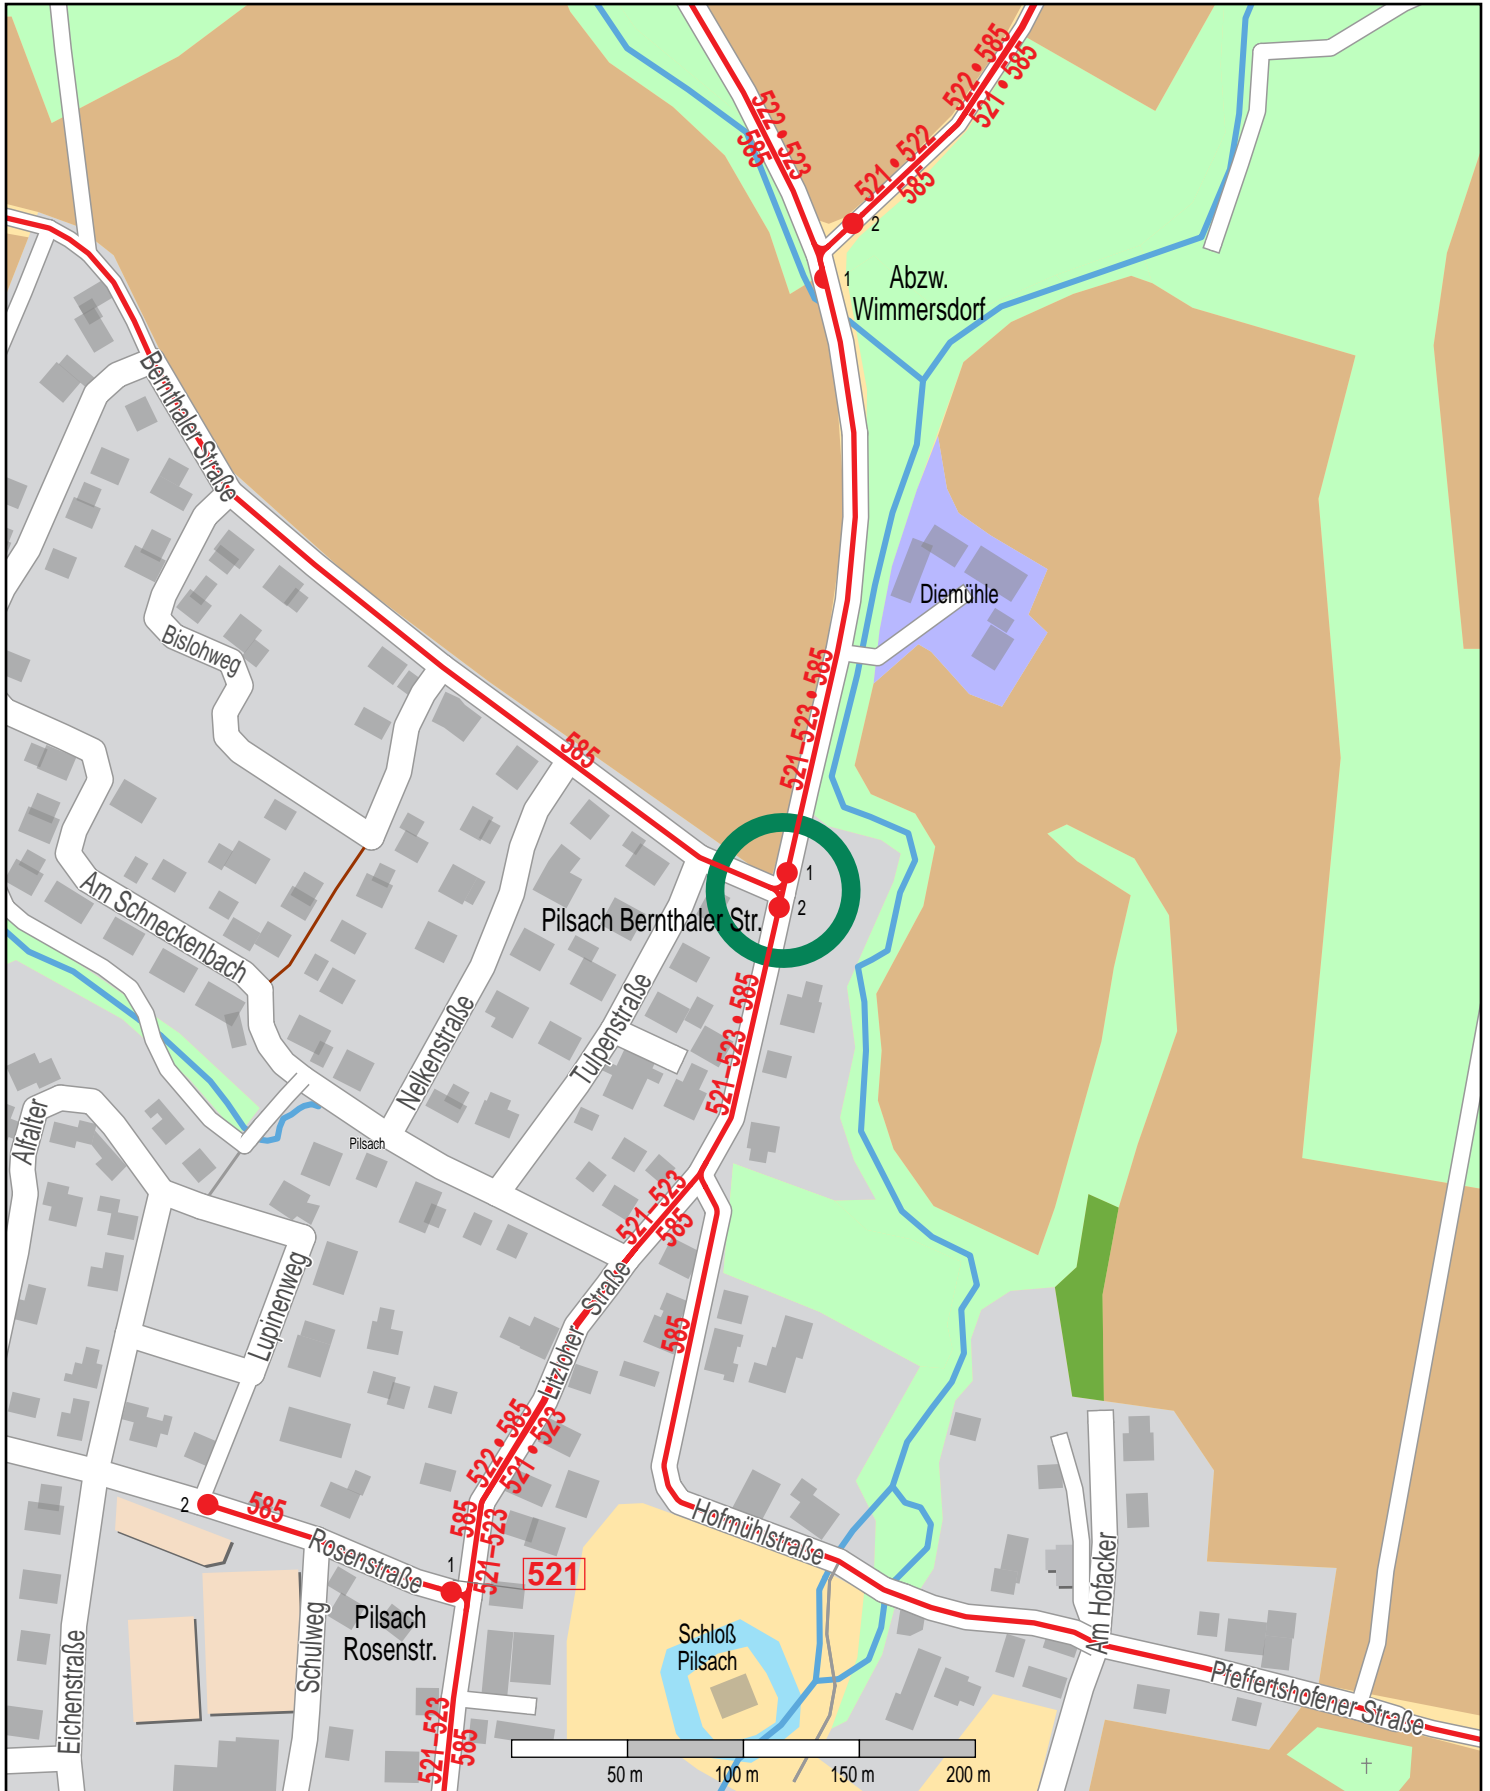 522 • 585
521 • 585
522 • 523
585
521 • 522
585
2
1
Abzw.
Wimmersdorf
Bernthaler Straße
Diemühle
Bislohweg
521–523 • 585
585
1
2
Pilsach Bernthaler Str.
Am Schneckenbach
Nelkenstraße
Tulpenstraße
521–523 • 585
Alfalter
Pilsach
521–523
585
Lupinenweg
Litzloher Straße
585
522 • 585
521 • 523
2
585
Rosenstraße
585
521–523
1
521
Hofmühlstraße
Am Hofacker
Pilsach
Rosenstr.
Schulweg
Eichenstraße
Schloß
Pilsach
Pfeffertshofener Straße
521–523
585
50 m
100 m
150 m
200 m